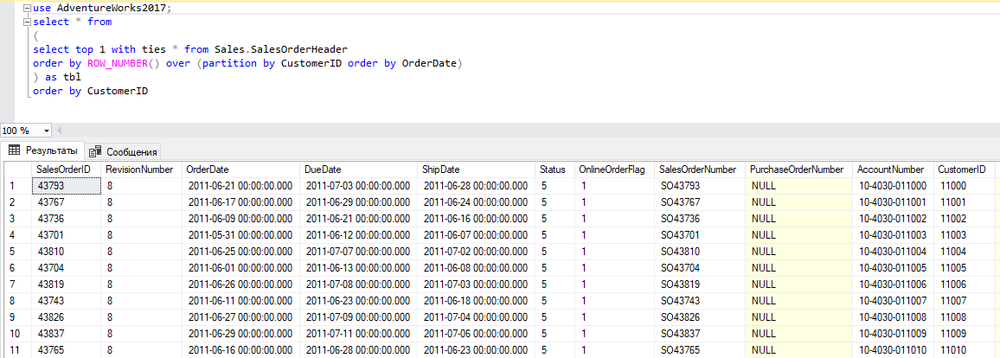 use AdventureWorks2017;
select * from
(
select top 1 with ties * from Sales.SalesOrderHeader
order by ROW_NUMBER() over (partition by CustomerID order by OrderDate)
) as tbl
order by CustomerID
100 %
Результаты Сообщения
SalesOrderID RevisionNumber OrderDate DueDate ShipDate Status OnlineOrderFlag SalesOrderNumber PurchaseOrderNumber AccountNumber CustomerID
1 43793 8 2011-06-21 00:00:00.000 2011-07-03 00:00:00.000 2011-06-28 00:00:00.000 5 1 SO43793 NULL 10-4030-011000 11000
2 43767 8 2011-06-17 00:00:00.000 2011-06-29 00:00:00.000 2011-06-24 00:00:00.000 5 1 SO43767 NULL 10-4030-011001 11001
3 43736 8 2011-06-09 00:00:00.000 2011-06-21 00:00:00.000 2011-06-16 00:00:00.000 5 1 SO43736 NULL 10-4030-011002 11002
4 43701 8 2011-05-31 00:00:00.000 2011-06-12 00:00:00.000 2011-06-07 00:00:00.000 5 1 SO43701 NULL 10-4030-011003 11003
5 43810 8 2011-06-25 00:00:00.000 2011-07-07 00:00:00.000 2011-07-02 00:00:00.000 5 1 SO43810 NULL 10-4030-011004 11004
6 43704 8 2011-06-01 00:00:00.000 2011-06-13 00:00:00.000 2011-06-08 00:00:00.000 5 1 SO43704 NULL 10-4030-011005 11005
7 43819 8 2011-06-26 00:00:00.000 2011-07-08 00:00:00.000 2011-07-03 00:00:00.000 5 1 SO43819 NULL 10-4030-011006 11006
8 43743 8 2011-06-11 00:00:00.000 2011-06-23 00:00:00.000 2011-06-18 00:00:00.000 5 1 SO43743 NULL 10-4030-011007 11007
9 43826 8 2011-06-27 00:00:00.000 2011-07-09 00:00:00.000 2011-07-04 00:00:00.000 5 1 SO43826 NULL 10-4030-011008 11008
10 43837 8 2011-06-29 00:00:00.000 2011-07-11 00:00:00.000 2011-07-06 00:00:00.000 5 1 SO43837 NULL 10-4030-011009 11009
11 43765 8 2011-06-16 00:00:00.000 2011-06-28 00:00:00.000 2011-06-23 00:00:00.000 5 1 SO43765 NULL 10-4030-011010 11010